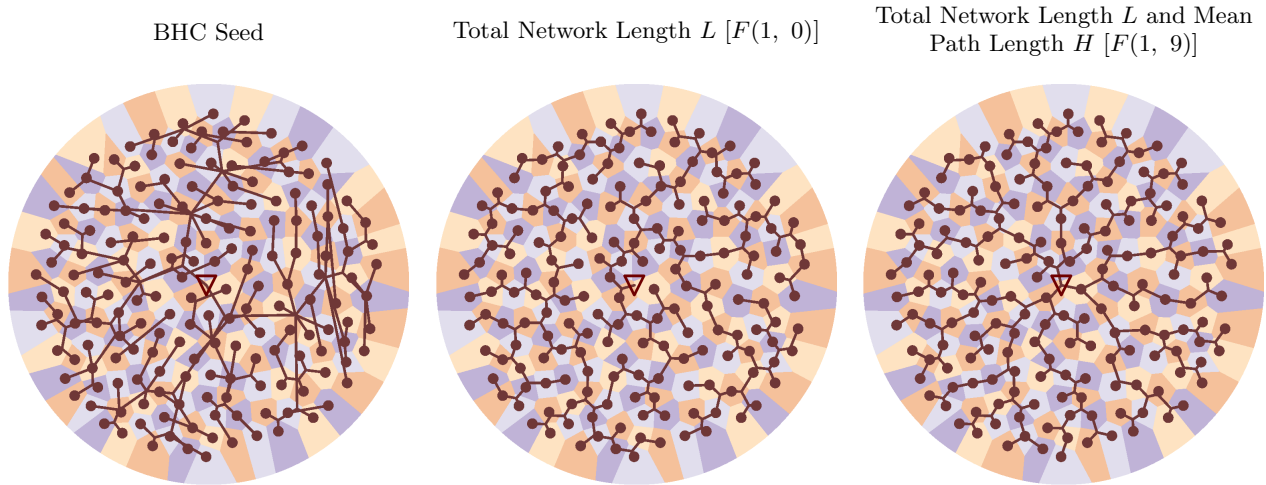 BHC Seed
Total Network Length L [F(1, 0)]
Total Network Length L and Mean
Path Length H [F(1, 9)]